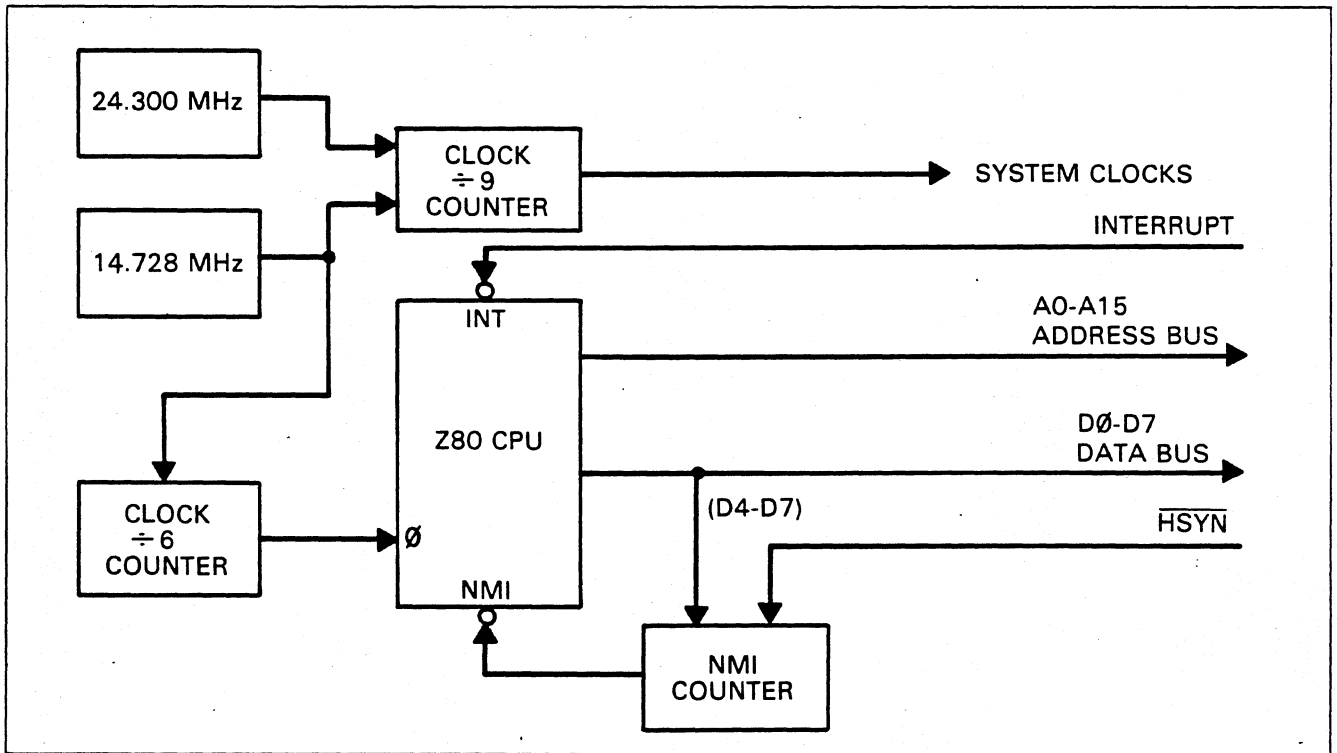 24.300 MHz
CLOCK
÷ 9
COUNTER
SYSTEM CLOCKS
14.728 MHz
INTERRUPT
INT
A0-A15
ADDRESS BUS
Z80 CPU
DØ-D7
DATA BUS
(D4-D7)
CLOCK
÷ 6
COUNTER
Ø
H̅S̅Y̅N̅
NMI
NMI
COUNTER